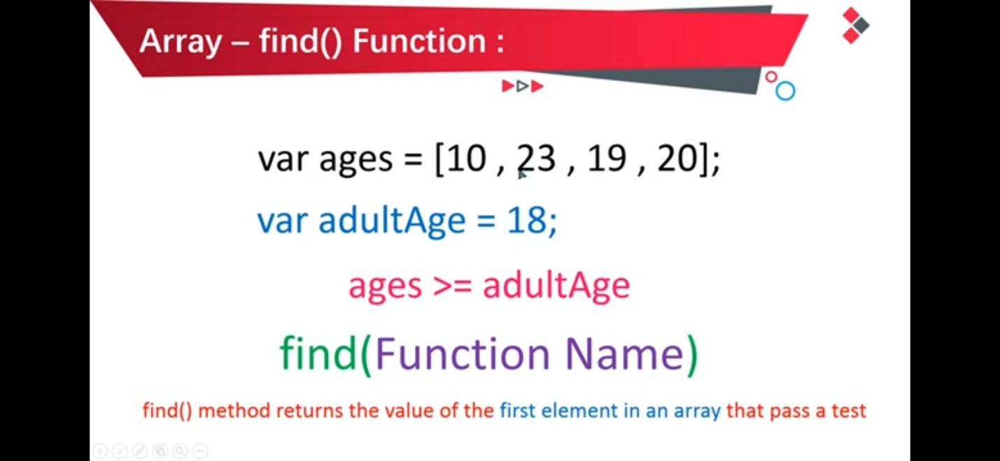 Array – find() Function :
var ages = [10 , 23 , 19 , 20];
var adultAge = 18;
ages >= adultAge
find(Function Name)
find() method returns the value of the first element in an array that pass a test